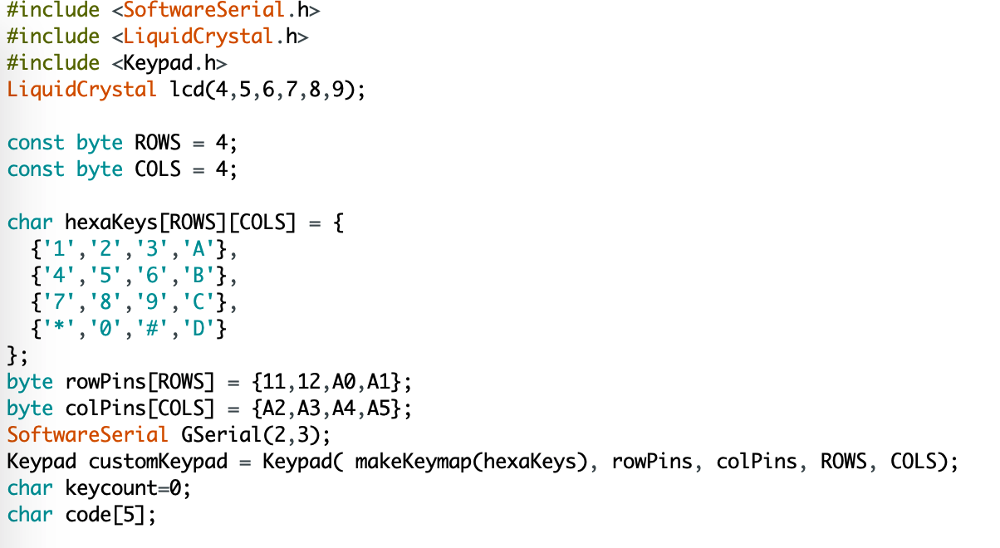 #include <SoftwareSerial.h>
#include <LiquidCrystal.h>
#include <Keypad.h>
LiquidCrystal lcd(4,5,6,7,8,9);

const byte ROWS = 4;
const byte COLS = 4;

char hexaKeys[ROWS][COLS] = {
  {'1','2','3','A'},
  {'4','5','6','B'},
  {'7','8','9','C'},
  {'*','0','#','D'}
};
byte rowPins[ROWS] = {11,12,A0,A1};
byte colPins[COLS] = {A2,A3,A4,A5};
SoftwareSerial GSerial(2,3);
Keypad customKeypad = Keypad( makeKeymap(hexaKeys), rowPins, colPins, ROWS, COLS);
char keycount=0;
char code[5];